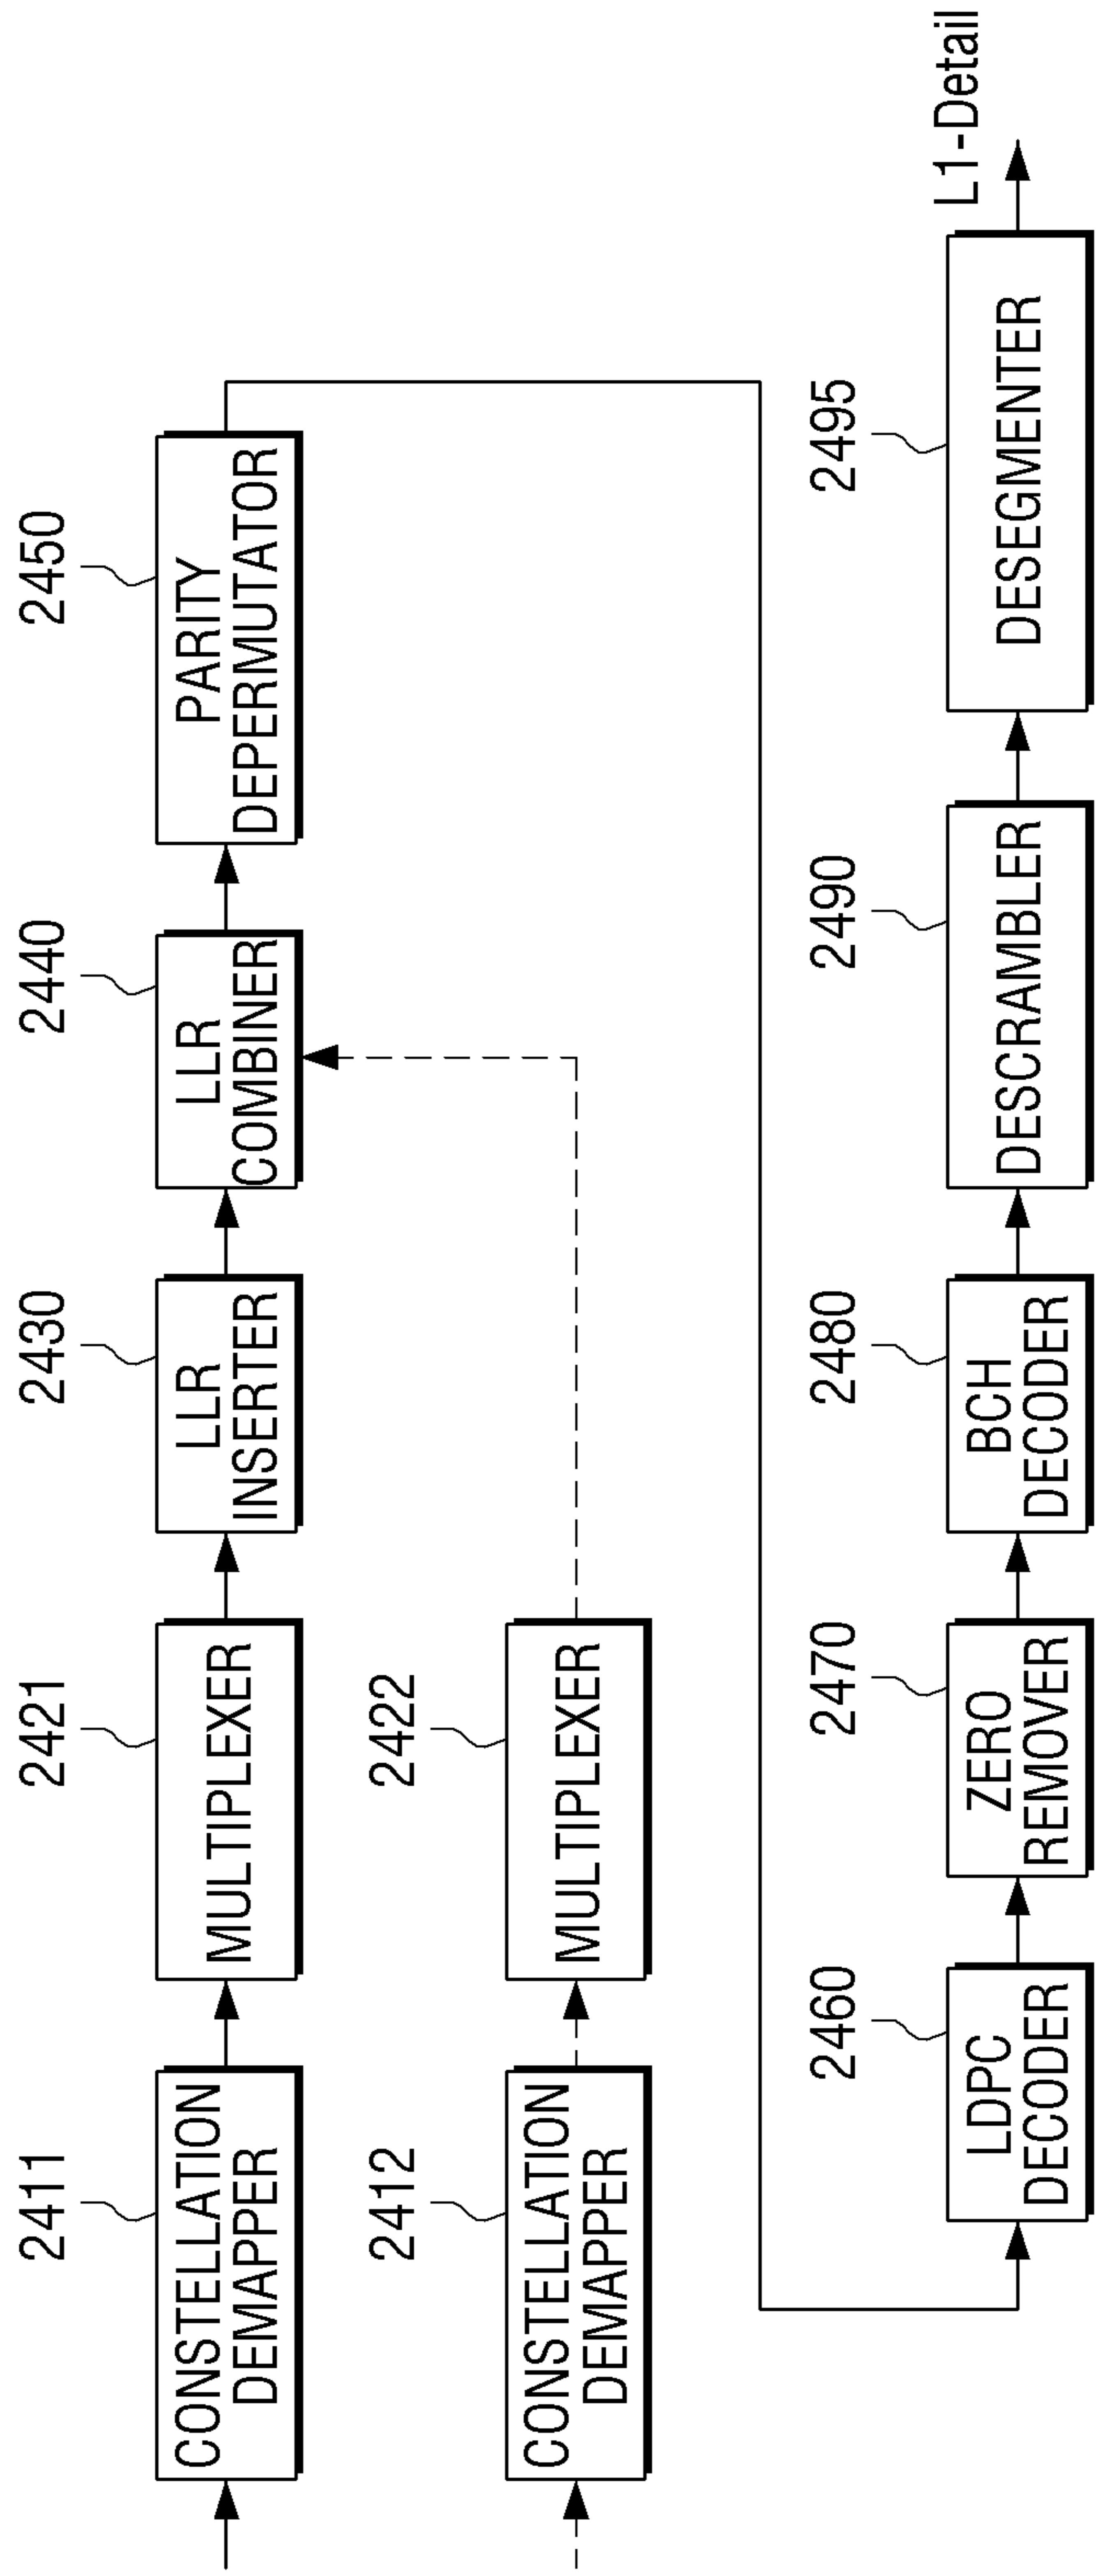 2411
CONSTELLATION
DEMAPPER
2421
MULTIPLEXER
2430
LLR
INSERTER
2440
LLR
COMBINER
2450
PARITY
DEPERMUTATOR
2412
CONSTELLATION
DEMAPPER
2422
MULTIPLEXER
2460
LDPC
DECODER
2470
ZERO
REMOVER
2480
BCH
DECODER
2490
DESCRAMBLER
2495
DESEGMENTER
L1-Detail